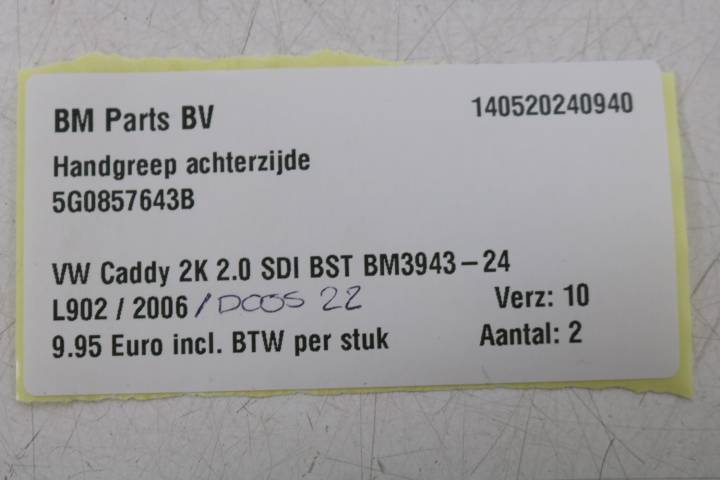 BM Parts BV 140520240940
Handgreep achterzijde
5G0857643B
VW Caddy 2K 2.0 SDI BST BM3943-24
L902 / 2006 / DOOS 22 Verz: 10
9.95 Euro incl. BTW per stuk Aantal: 2